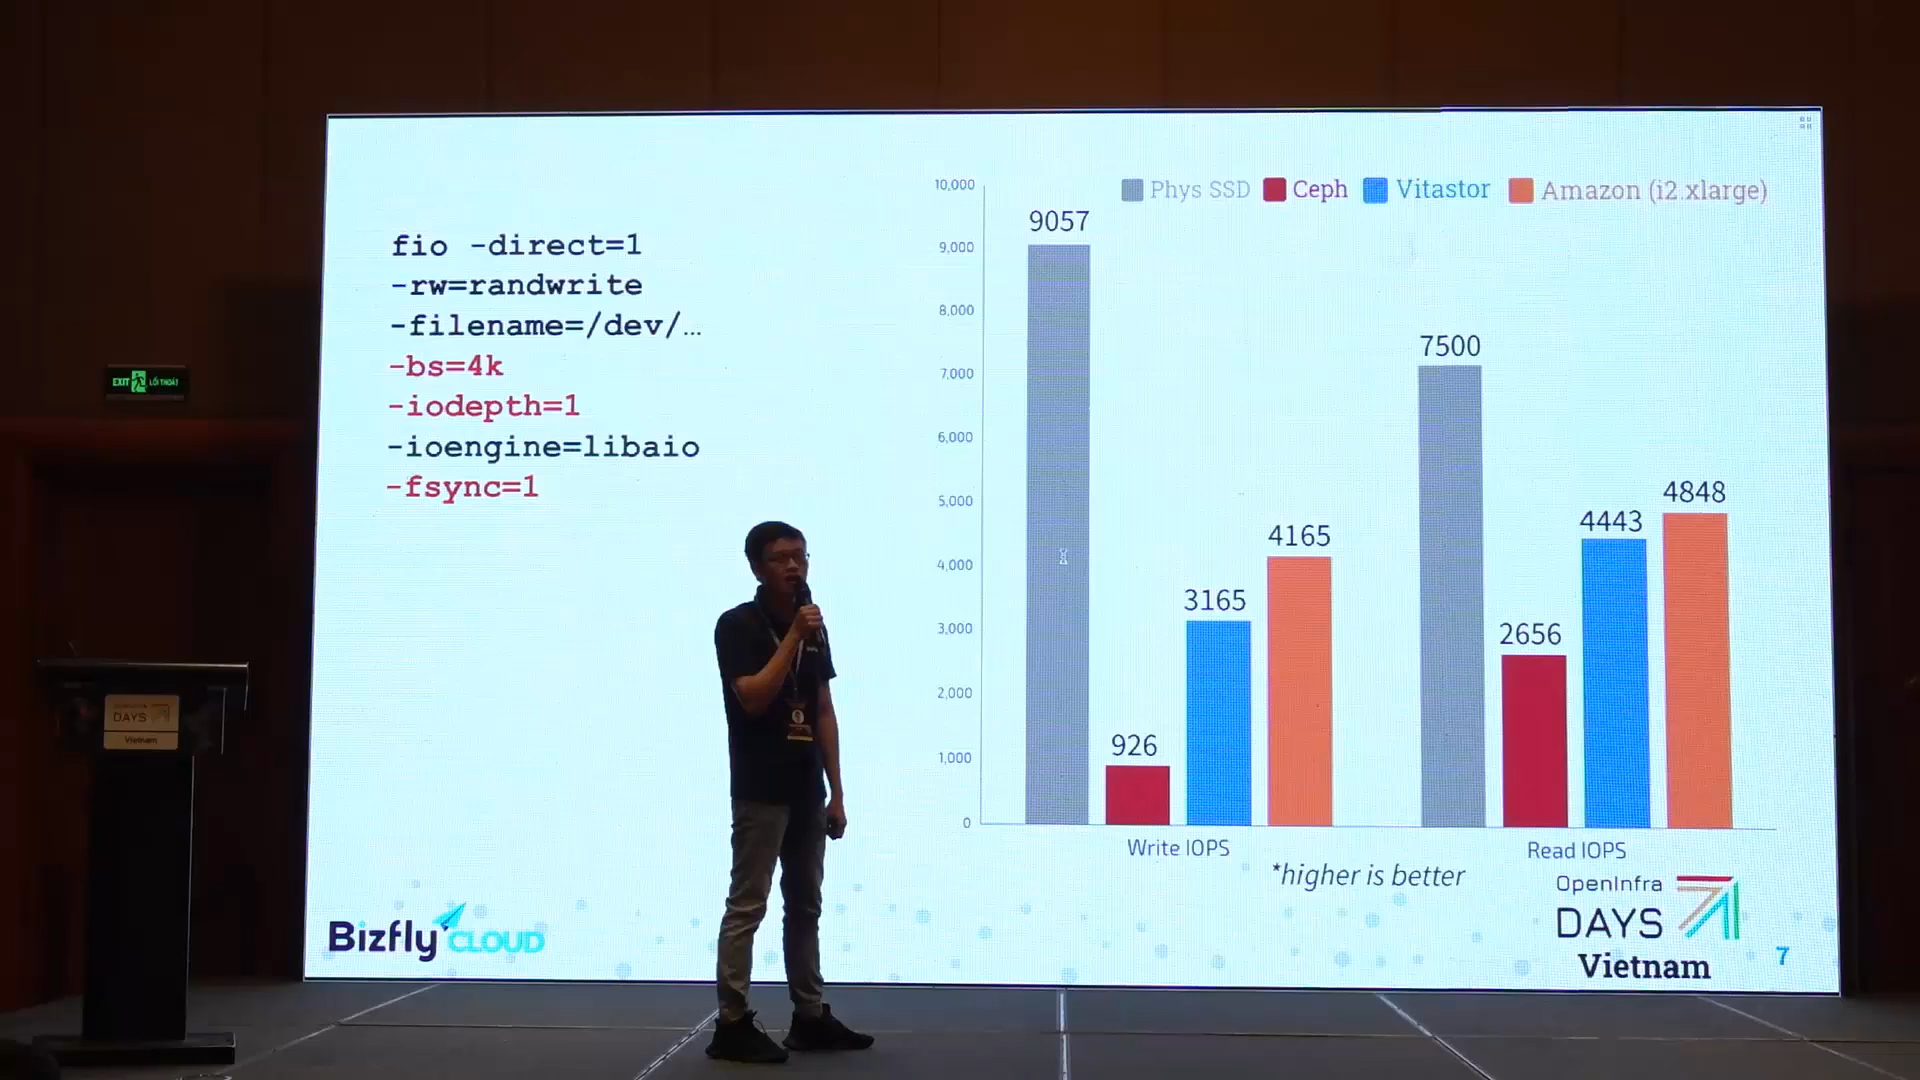 fio -direct=1
-rw=randwrite
-filename=/dev/…
-bs=4k
-iodepth=1
-ioengine=libaio
-fsync=1
Phys SSD Ceph Vitastor Amazon (i2.xlarge)
10,000
9,000
8,000
7,000
6,000
5,000
4,000
3,000
2,000
1,000
0
9057
926
3165
4165
7500
2656
4443
4848
Write IOPS
Read IOPS
*higher is better
Bizfly CLOUD
OpenInfra
DAYS
Vietnam
7
EXIT LỐI THOÁT
DAYS
Vietnam